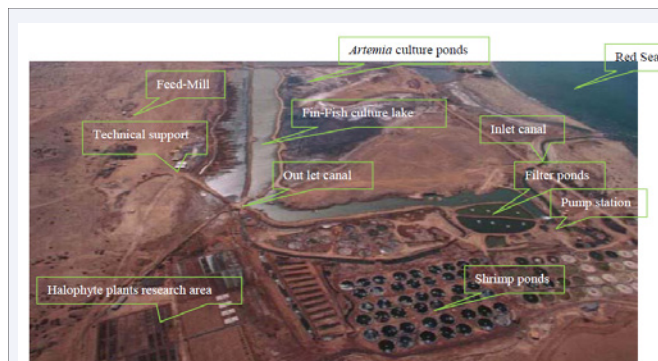 Artemia culture ponds
Red Sea
Feed-Mill
Fin-Fish culture lake
Technical support
Inlet canal
Filter ponds
Out let canal
Pump station
Halophyte plants research area
Shrimp ponds